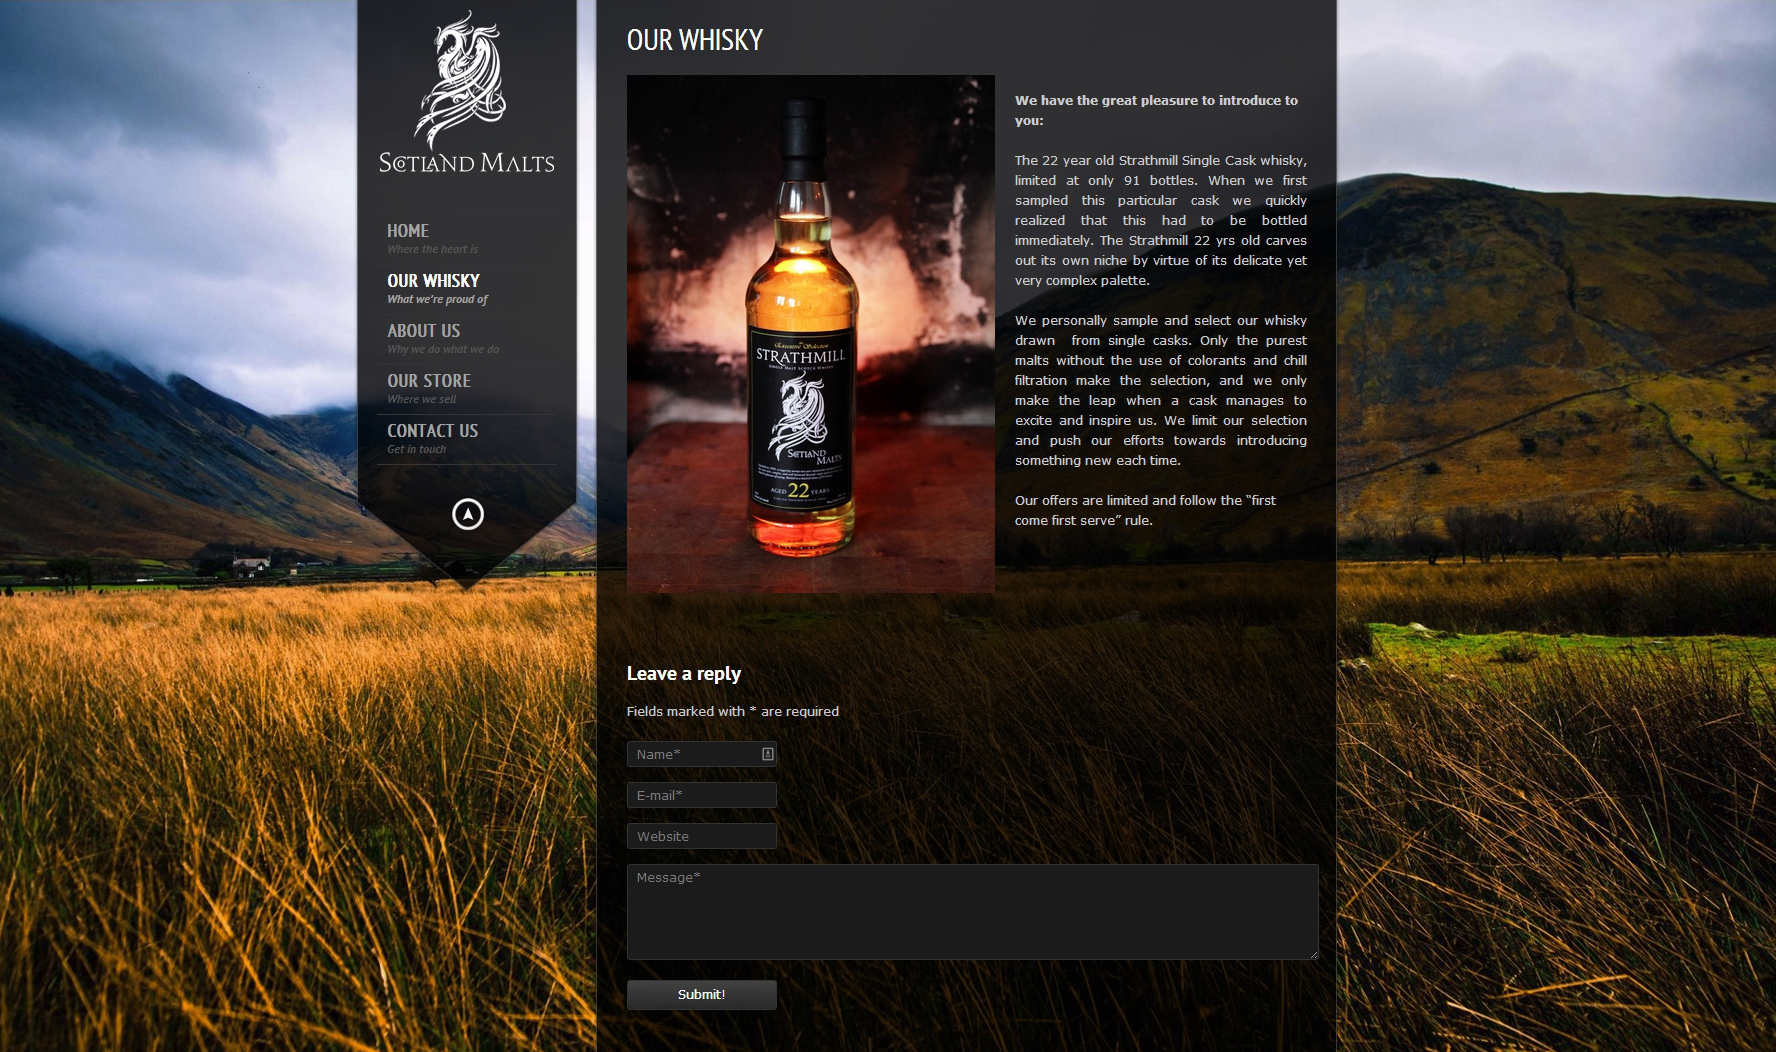 SCOTLAND MALTS
HOME
Where the heart is
OUR WHISKY
What we're proud of
ABOUT US
Why we do what we do
OUR STORE
Where we sell
CONTACT US
Get in touch
OUR WHISKY
Executive Selection
STRATHMILL
SINGLE MALT SCOTCH WHISKY
SCOTLAND
MALTS
AGED 22 YEARS
We have the great pleasure to introduce to
you:
The 22 year old Strathmill Single Cask whisky,
limited at only 91 bottles. When we first
sampled this particular cask we quickly
realized that this had to be bottled
immediately. The Strathmill 22 yrs old carves
out its own niche by virtue of its delicate yet
very complex palette.
We personally sample and select our whisky
drawn from single casks. Only the purest
malts without the use of colorants and chill
filtration make the selection, and we only
make the leap when a cask manages to
excite and inspire us. We limit our selection
and push our efforts towards introducing
something new each time.
Our offers are limited and follow the “first
come first serve” rule.
Leave a reply
Fields marked with * are required
Name*
E-mail*
Website
Message*
Submit!